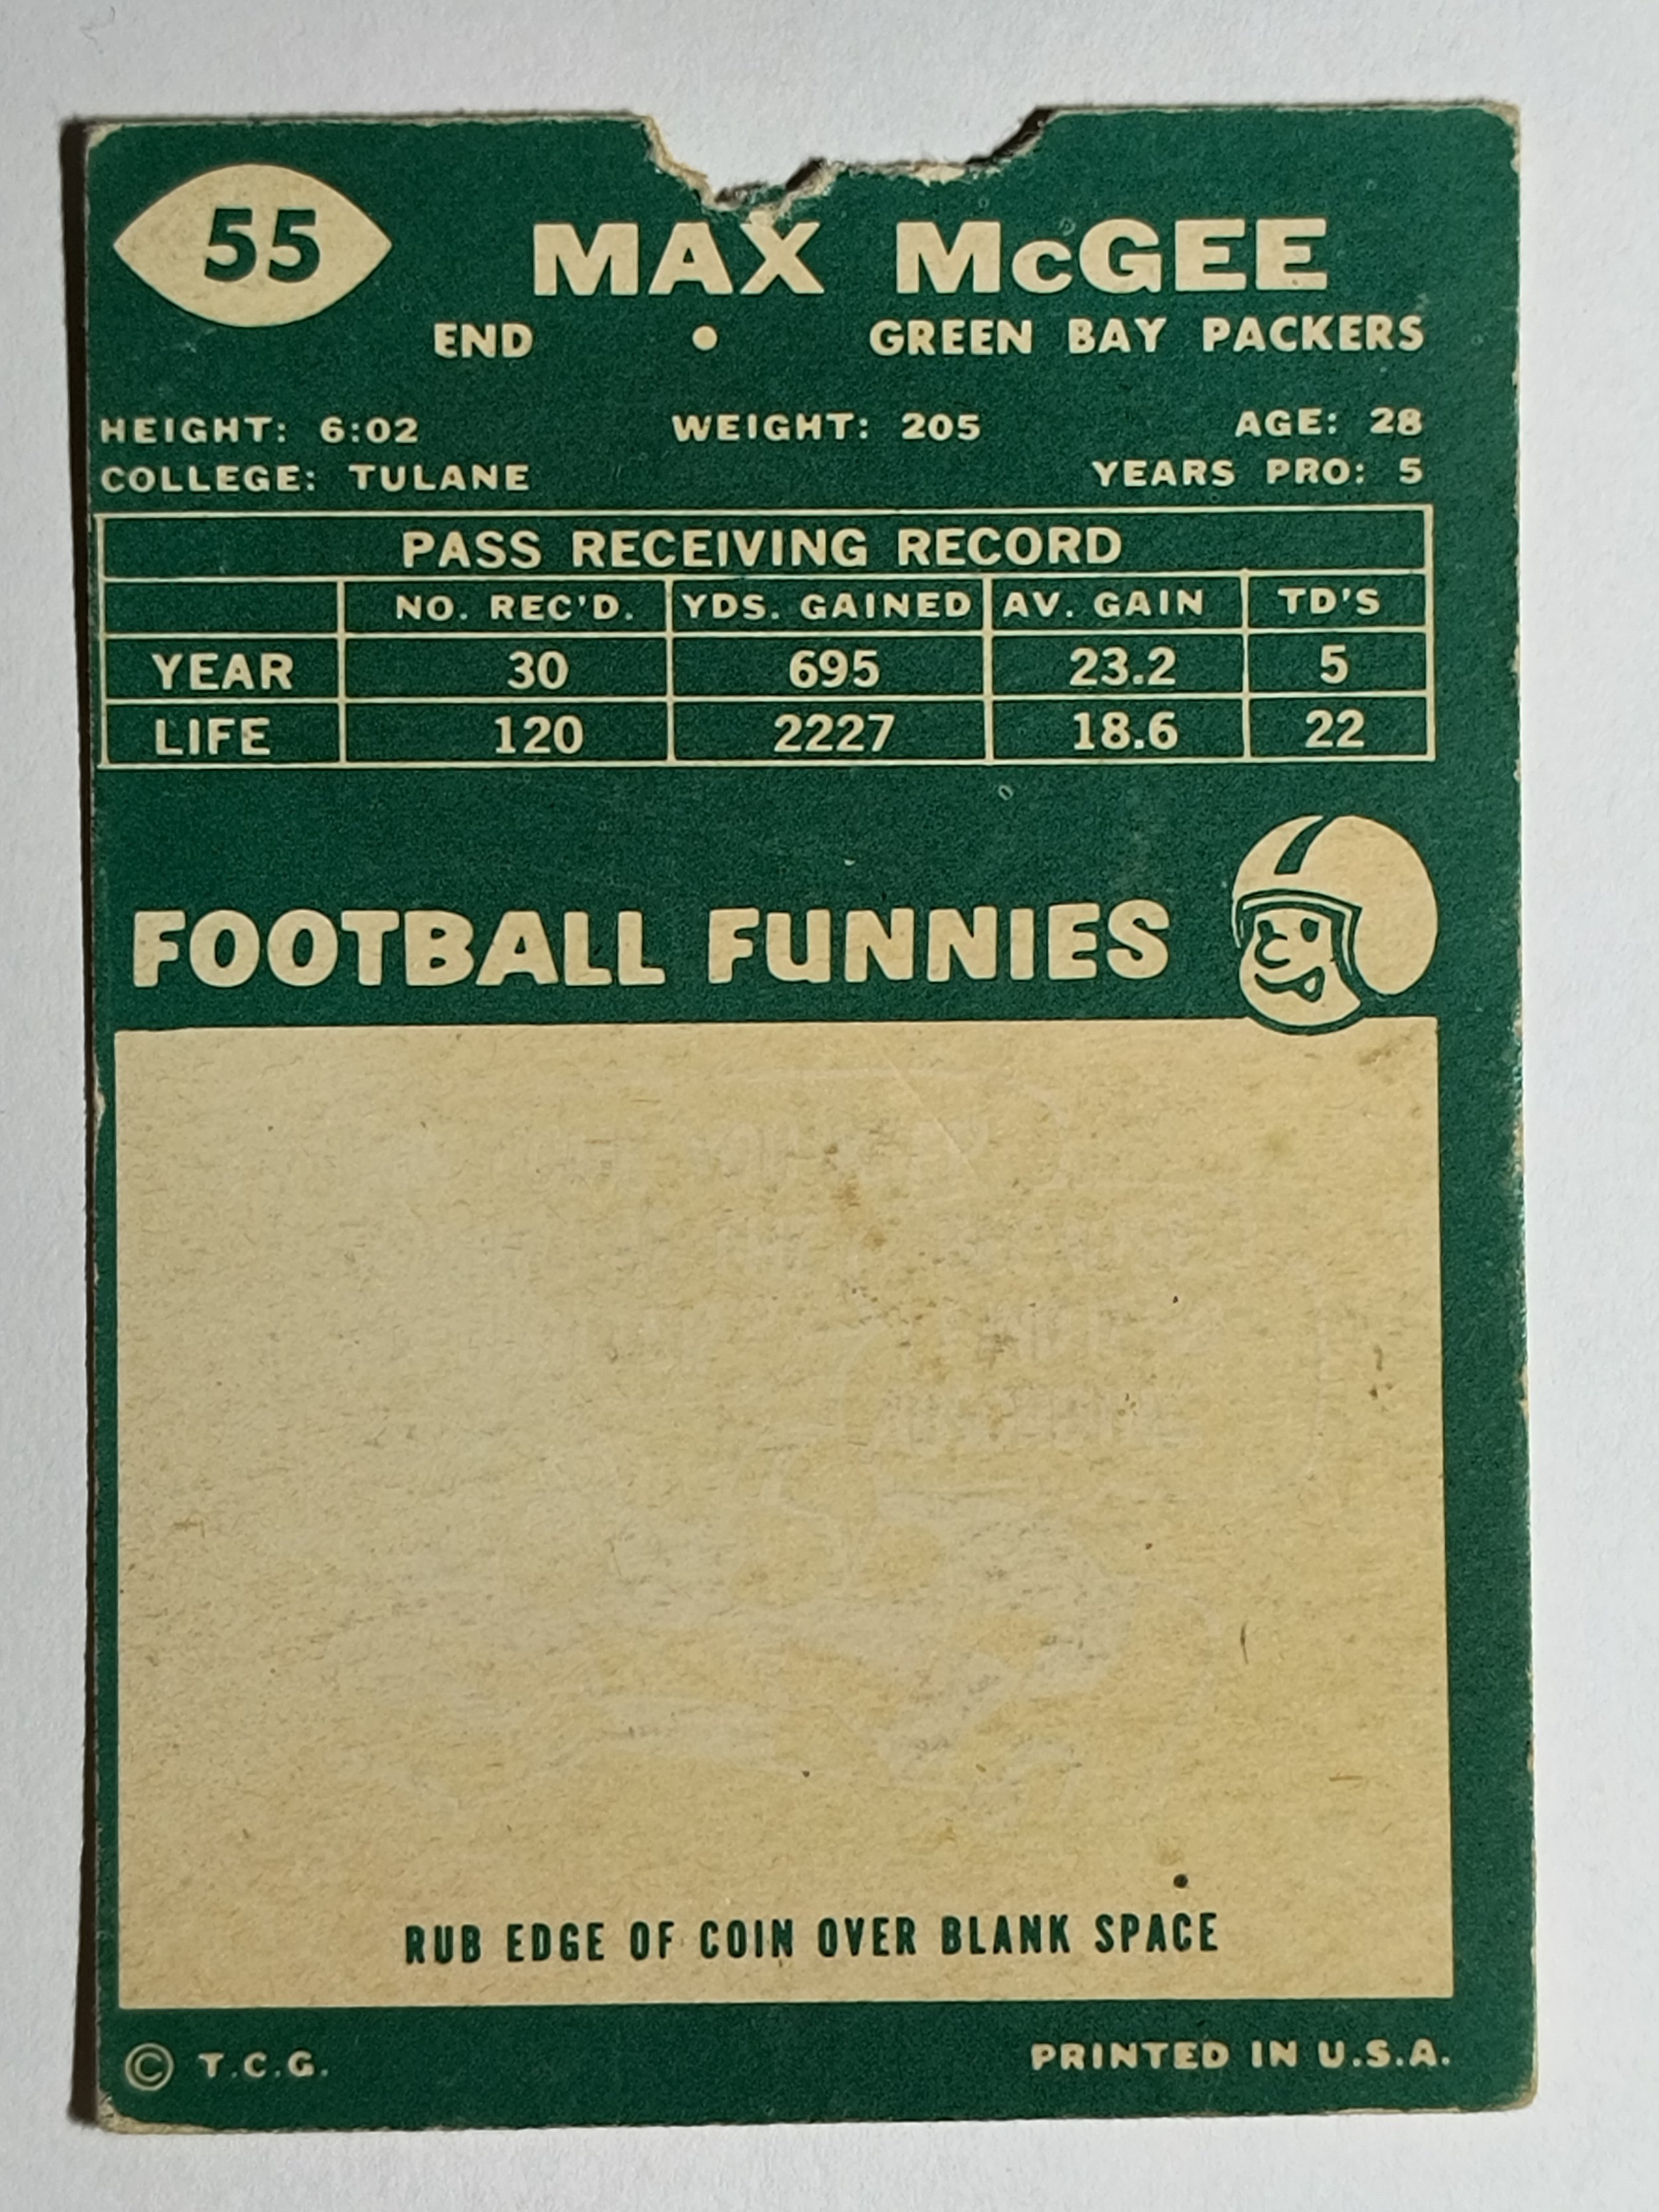 55
MAX McGEE
END • GREEN BAY PACKERS
HEIGHT: 6:02 WEIGHT: 205 AGE: 28
COLLEGE: TULANE YEARS PRO: 5
PASS RECEIVING RECORD
NO. REC'D. YDS. GAINED AV. GAIN TD'S
YEAR 30 695 23.2 5
LIFE 120 2227 18.6 22
FOOTBALL FUNNIES
RUB EDGE OF COIN OVER BLANK SPACE
© T.C.G. PRINTED IN U.S.A.